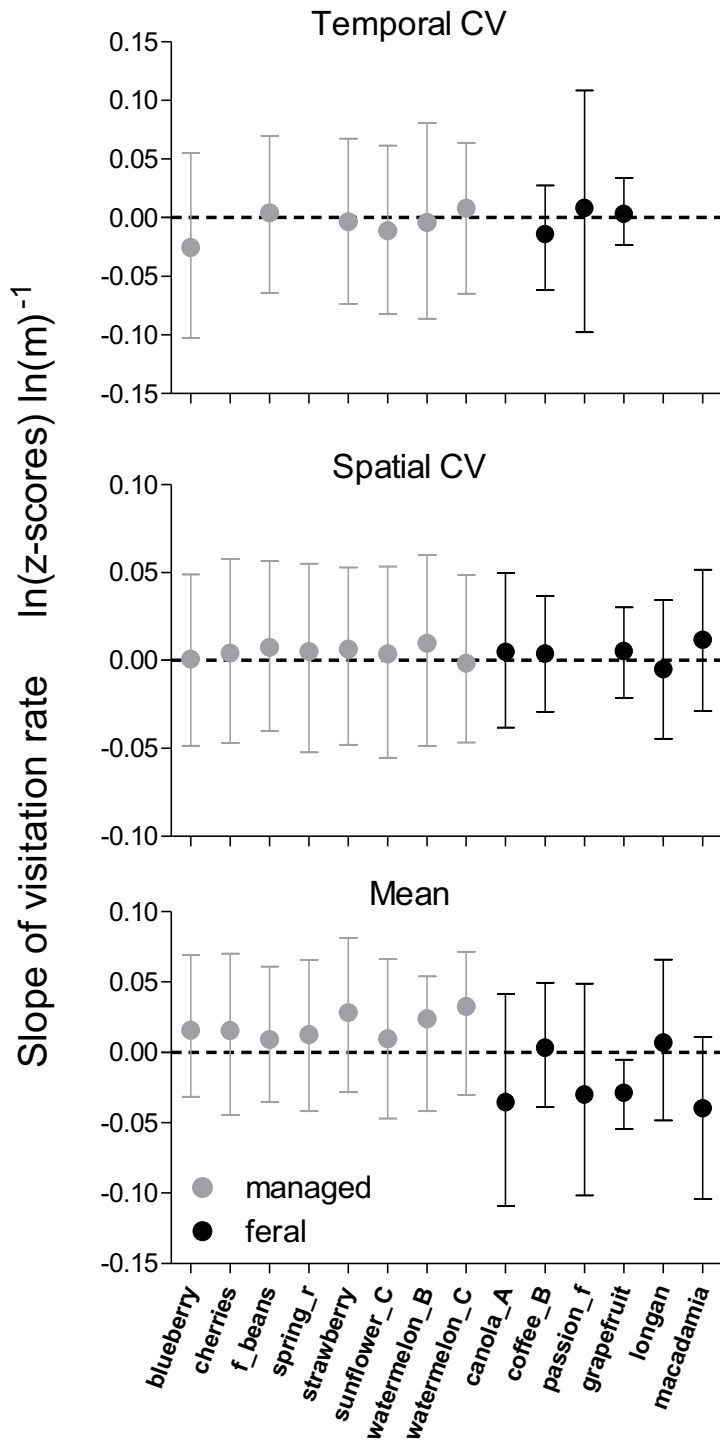 Temporal CV
0.15
0.10
0.05
0.00
-0.05
-0.10
-0.15
Spatial CV
0.10
0.05
0.00
-0.05
-0.10
Mean
0.10
0.05
0.00
-0.05
-0.10
-0.15
managed
feral
Slope of visitation rate ln(z-scores) ln(m)⁻¹
blueberry
cherries
f_beans
spring_r
strawberry
sunflower_C
watermelon_B
watermelon_C
canola_A
coffee_B
passion_f
grapefruit
longan
macadamia